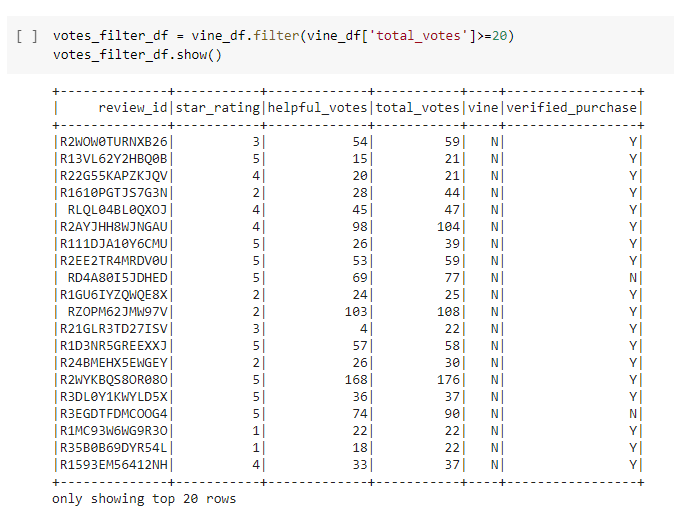 [ ] votes_filter_df = vine_df.filter(vine_df['total_votes']>=20)
votes_filter_df.show()
+--------------+-----------+-------------+-----------+----+-----------------+
|     review_id|star_rating|helpful_votes|total_votes|vine|verified_purchase|
+--------------+-----------+-------------+-----------+----+-----------------+
|R2WOW0TURNXB26|          3|           54|         59|   N|                Y|
|R13VL62Y2HBQ0B|          5|           15|         21|   N|                Y|
|R22G55KAPZKJQV|          4|           20|         21|   N|                Y|
|R1610PGTJS7G3N|          2|           28|         44|   N|                Y|
| RLQL04BL0QXOJ|          4|           45|         47|   N|                Y|
|R2AYJHH8WJNGAU|          4|           98|        104|   N|                Y|
|R111DJA10Y6CMU|          5|           26|         39|   N|                Y|
|R2EE2TR4MRDV0U|          5|           53|         59|   N|                Y|
| RD4A80I5JDHED|          5|           69|         77|   N|                N|
|R1GU6IYZQWQE8X|          2|           24|         25|   N|                Y|
| RZOPM62JMW97V|          2|          103|        108|   N|                Y|
|R21GLR3TD27ISV|          3|            4|         22|   N|                Y|
|R1D3NR5GREEXXJ|          5|           57|         58|   N|                Y|
|R24BMEHX5EWGEY|          2|           26|         30|   N|                Y|
|R2WYKBQS8OR08O|          5|          168|        176|   N|                Y|
|R3DL0Y1KWYLD5X|          5|           36|         37|   N|                Y|
|R3EGDTFDMCOOG4|          5|           74|         90|   N|                N|
|R1MC93W6WG9R3O|          1|           22|         22|   N|                Y|
|R35B0B69DYR54L|          1|           18|         22|   N|                Y|
|R1593EM56412NH|          4|           33|         37|   N|                Y|
+--------------+-----------+-------------+-----------+----+-----------------+
only showing top 20 rows